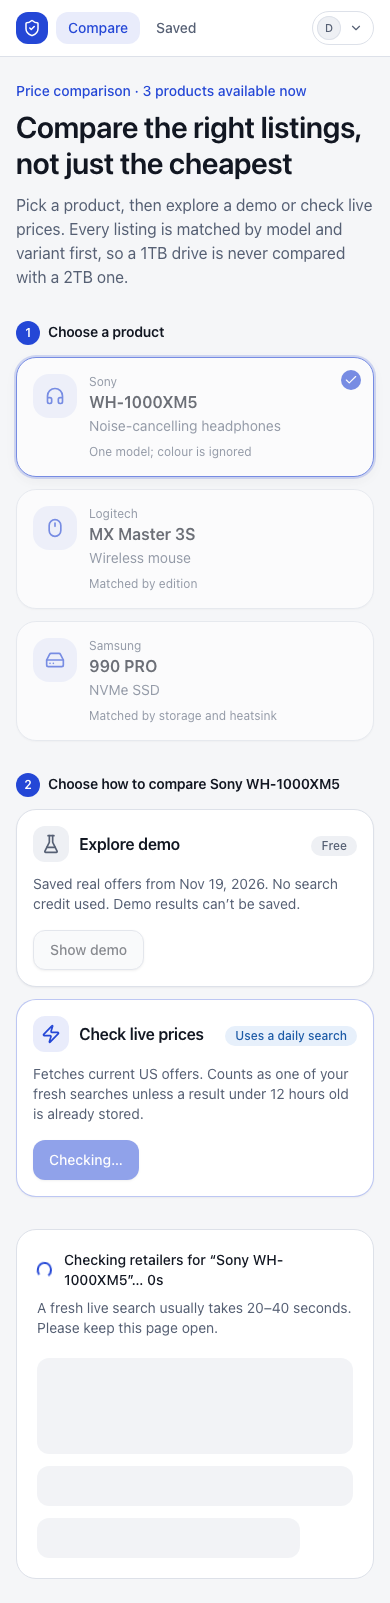 Compare
Saved
D
Price comparison · 3 products available now
Compare the right listings,
not just the cheapest
Pick a product, then explore a demo or check live
prices. Every listing is matched by model and
variant first, so a 1TB drive is never compared
with a 2TB one.
1 Choose a product
Sony
WH-1000XM5
Noise-cancelling headphones
One model; colour is ignored
Logitech
MX Master 3S
Wireless mouse
Matched by edition
Samsung
990 PRO
NVMe SSD
Matched by storage and heatsink
2 Choose how to compare Sony WH-1000XM5
Explore demo
Free
Saved real offers from Nov 19, 2026. No search
credit used. Demo results can’t be saved.
Show demo
Check live prices
Uses a daily search
Fetches current US offers. Counts as one of your
fresh searches unless a result under 12 hours old
is already stored.
Checking…
Checking retailers for “Sony WH-
1000XM5”… 0s
A fresh live search usually takes 20–40 seconds.
Please keep this page open.